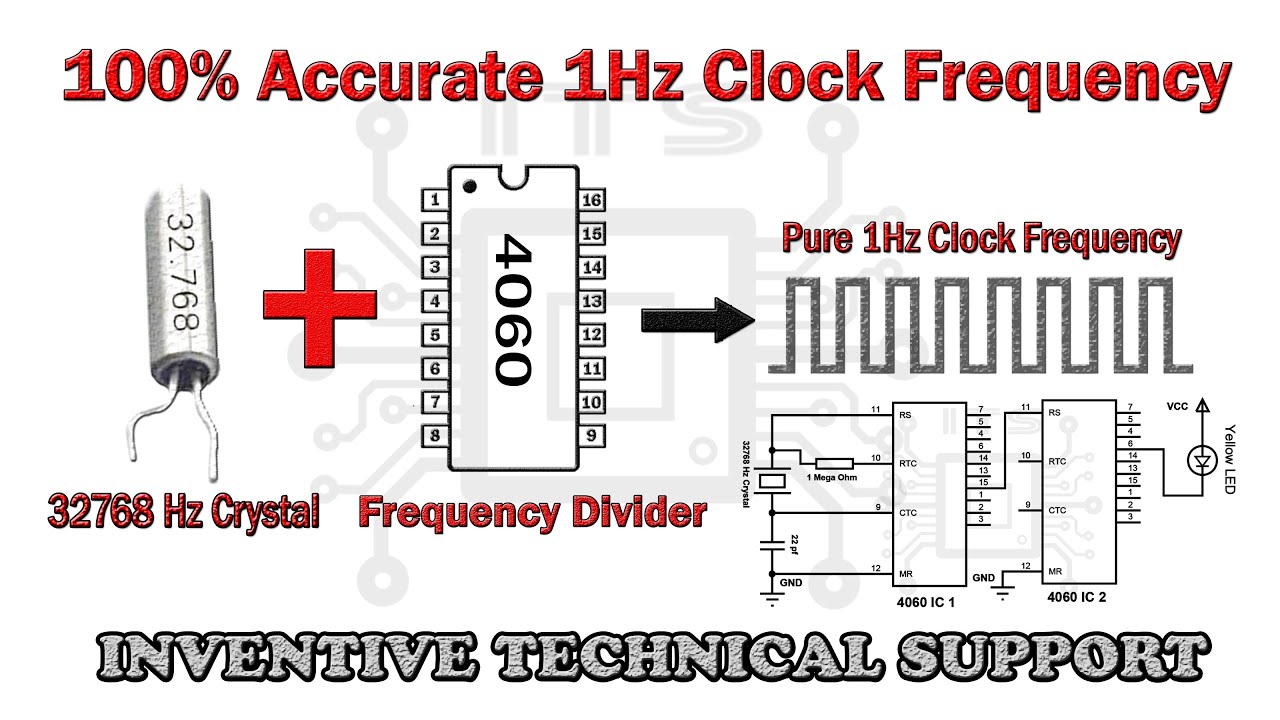 100% Accurate 1Hz Clock Frequency
ITS
32.768
1
2
3
4
5
6
7
8
4060
16
15
14
13
12
11
10
9
Pure 1Hz Clock Frequency
32768 Hz Crystal
Frequency Divider
32768 Hz Crystal
1 Mega Ohm
22 pf
GND
11 RS
10 RTC
9 CTC
12 MR
7
5
4
6
14
13
15
1
2
3
4060 IC 1
ITS
GND
11 RS
10 RTC
9 CTC
12 MR
7
5
4
6
14
13
15
1
2
3
4060 IC 2
VCC
Yellow LED
INVENTIVE TECHNICAL SUPPORT